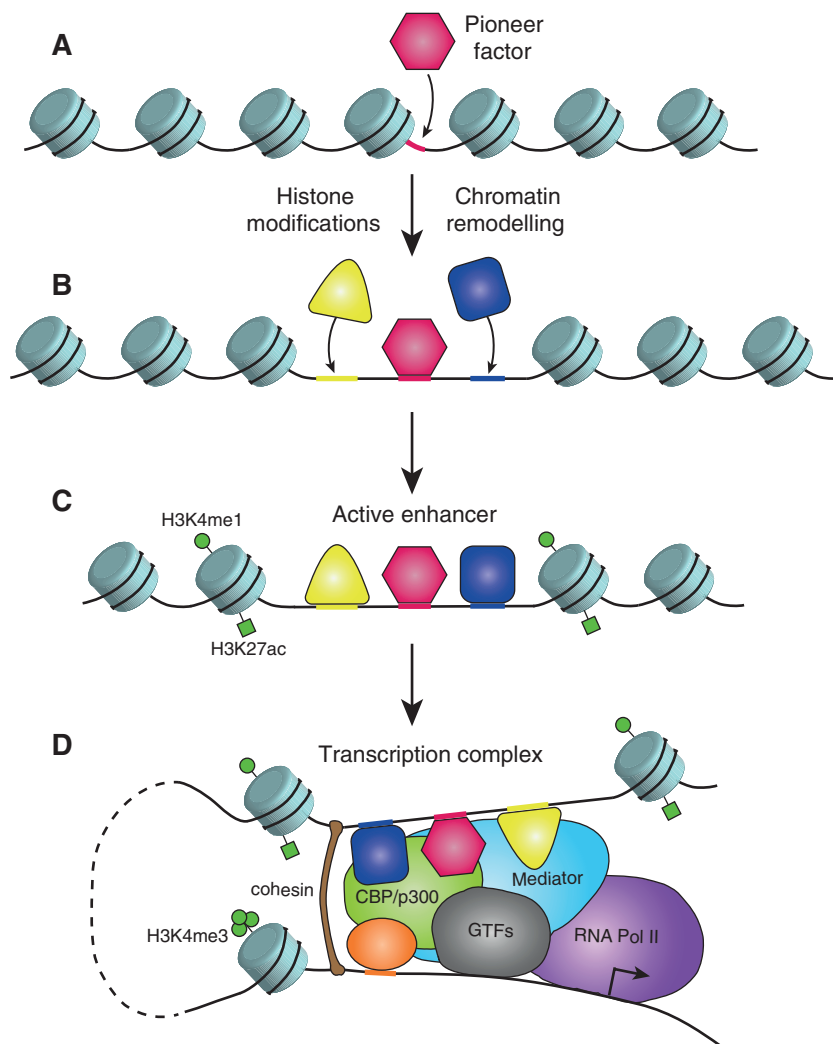 A
Pioneer
factor
Histone
modifications
Chromatin
remodelling
B
C
H3K4me1
Active enhancer
H3K27ac
D
Transcription complex
cohesin
CBP/p300
Mediator
H3K4me3
GTFs
RNA Pol II